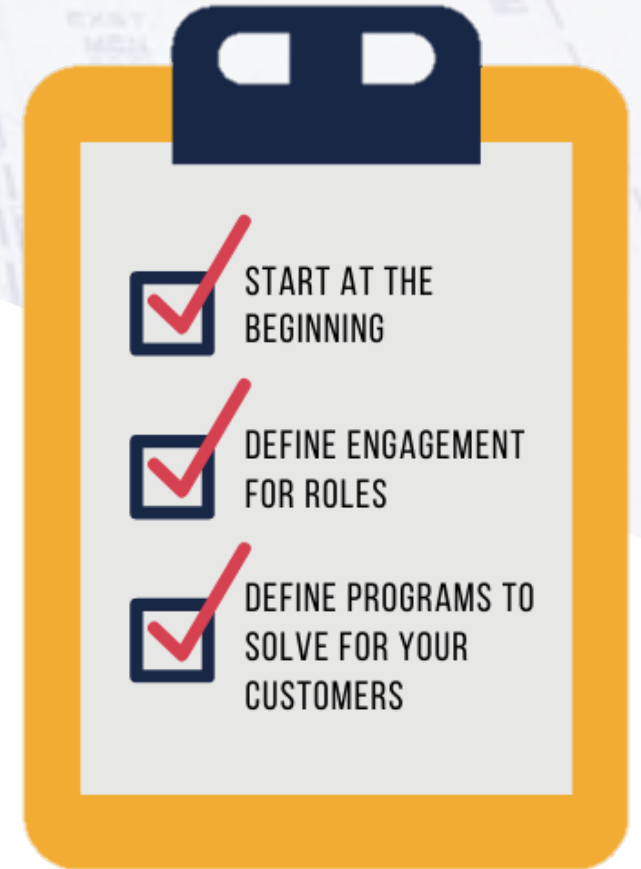 START AT THE
BEGINNING
DEFINE ENGAGEMENT
FOR ROLES
DEFINE PROGRAMS TO
SOLVE FOR YOUR
CUSTOMERS